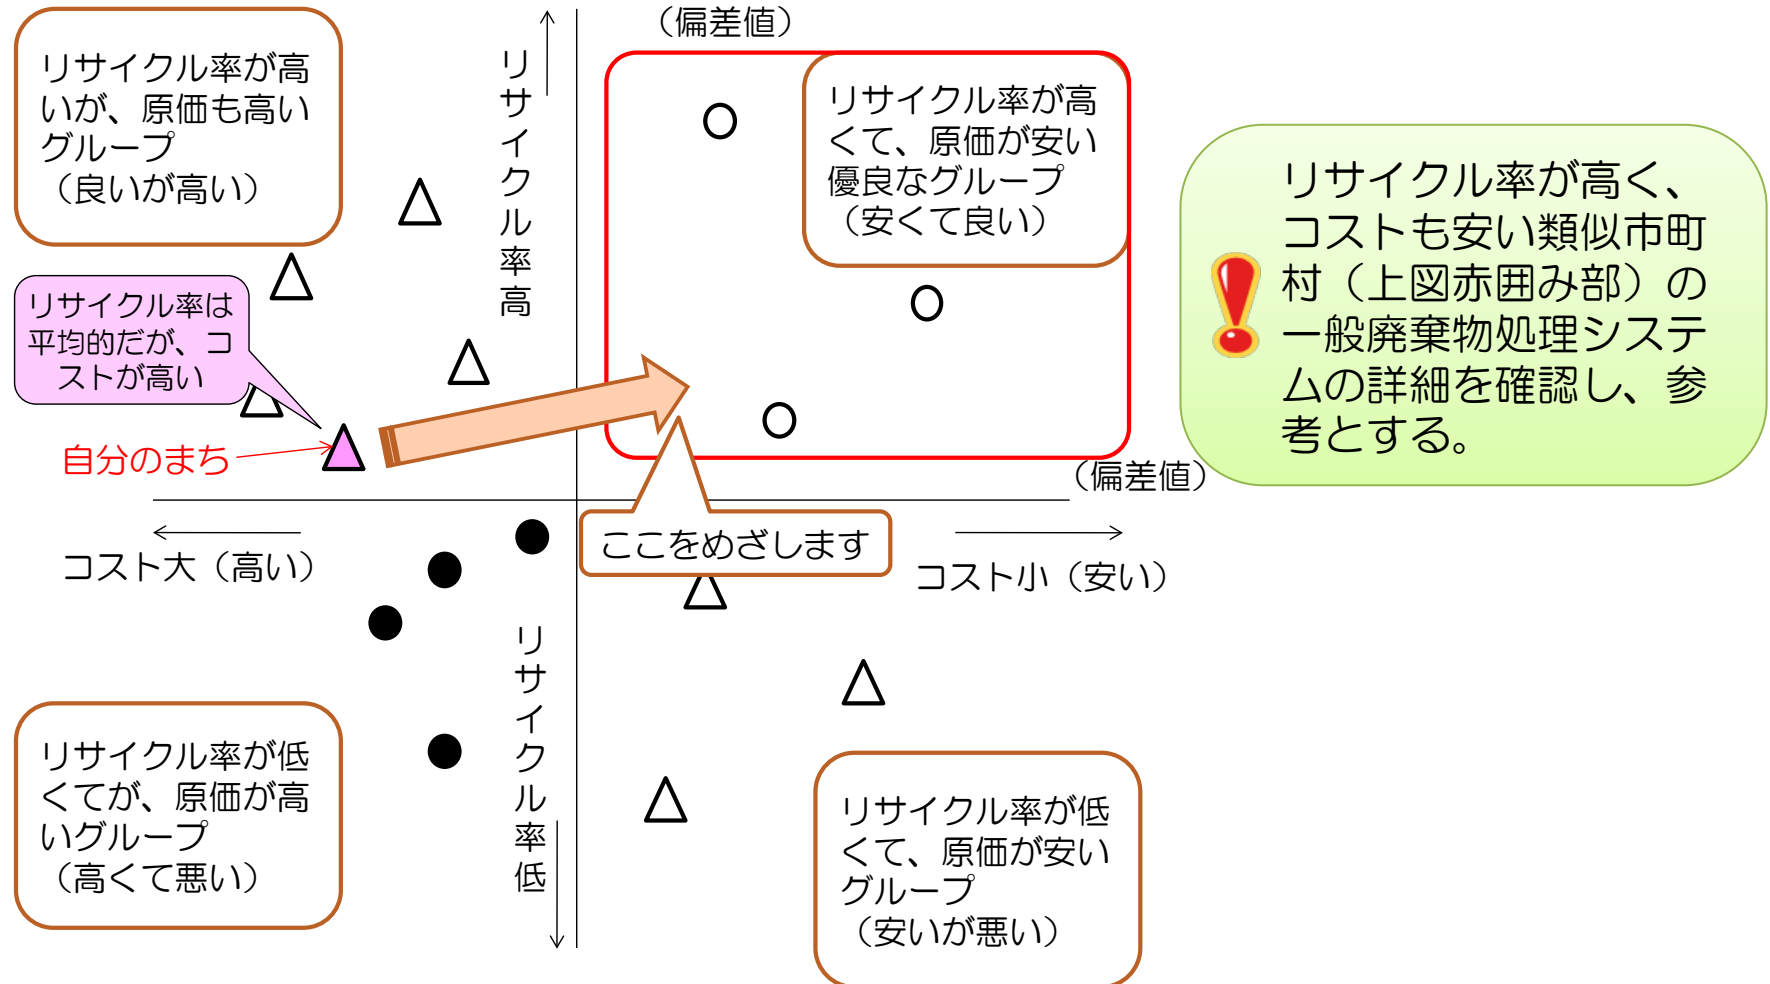 （偏差値）
リサイクル率が高
いが、原価も高い
グループ
（良いが高い）
リサイクル率高
リサイクル率が高
くて、原価が安い
優良なグループ
（安くて良い）
リサイクル率が高く、
コストも安い類似市町
村（上図赤囲み部）の
一般廃棄物処理システ
ムの詳細を確認し、参
考とする。
リサイクル率は
平均的だが、コ
ストが高い
自分のまち
（偏差値）
コスト大（高い）
ここをめざします
コスト小（安い）
リサイクル率低
リサイクル率が低
くてが、原価が高
いグループ
（高くて悪い）
リサイクル率が低
くて、原価が安い
グループ
（安いが悪い）